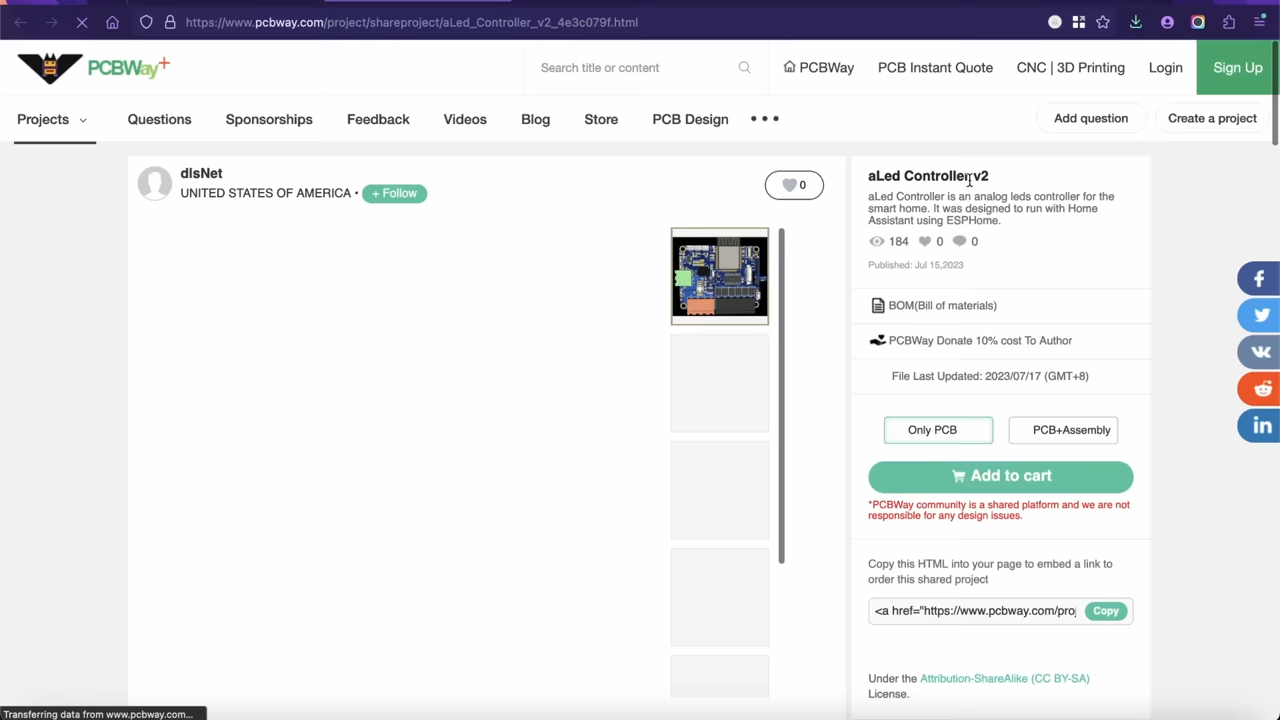 https://www.pcbway.com/project/shareproject/aLed_Controller_v2_4e3c079f.html
PCBWay+
Search title or content
PCBWay
PCB Instant Quote
CNC | 3D Printing
Login
Sign Up
Projects
Questions
Sponsorships
Feedback
Videos
Blog
Store
PCB Design
•••
Add question
Create a project
dlsNet
UNITED STATES OF AMERICA •
+ Follow
0
aLed Controller v2
aLed Controller is an analog leds controller for the
smart home. It was designed to run with Home
Assistant using ESPHome.
184 0 0
Published: Jul 15,2023
BOM(Bill of materials)
PCBWay Donate 10% cost To Author
File Last Updated: 2023/07/17 (GMT+8)
Only PCB
PCB+Assembly
Add to cart
*PCBWay community is a shared platform and we are not
responsible for any design issues.
Copy this HTML into your page to embed a link to
order this shared project
<a href="https://www.pcbway.com/proj
Copy
Under the Attribution-ShareAlike (CC BY-SA)
License.
Transferring data from www.pcbway.com...